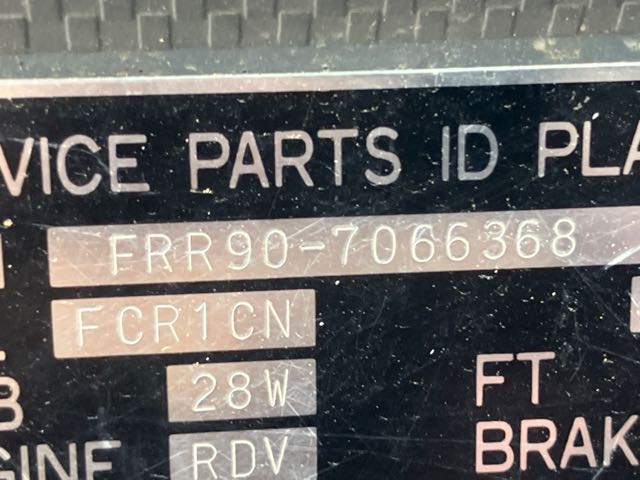 VICE PARTS ID PLA
FRR90-7066368
FCR1CN
28W FT
B BRAK
GINE RDV